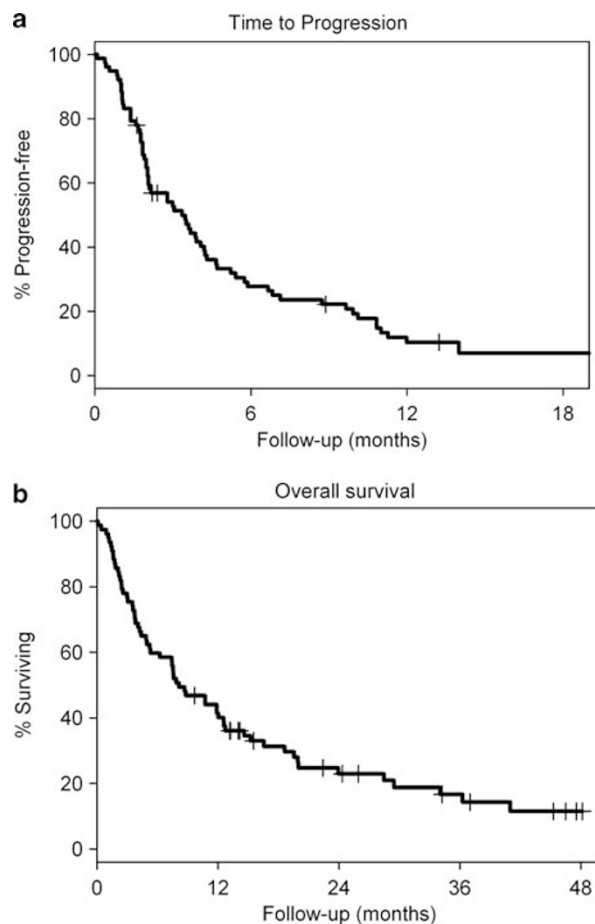 a
Time to Progression
% Progression-free
100
80
60
40
20
0
0 6 12 18
Follow-up (months)
b
Overall survival
% Surviving
100
80
60
40
20
0
0 12 24 36 48
Follow-up (months)